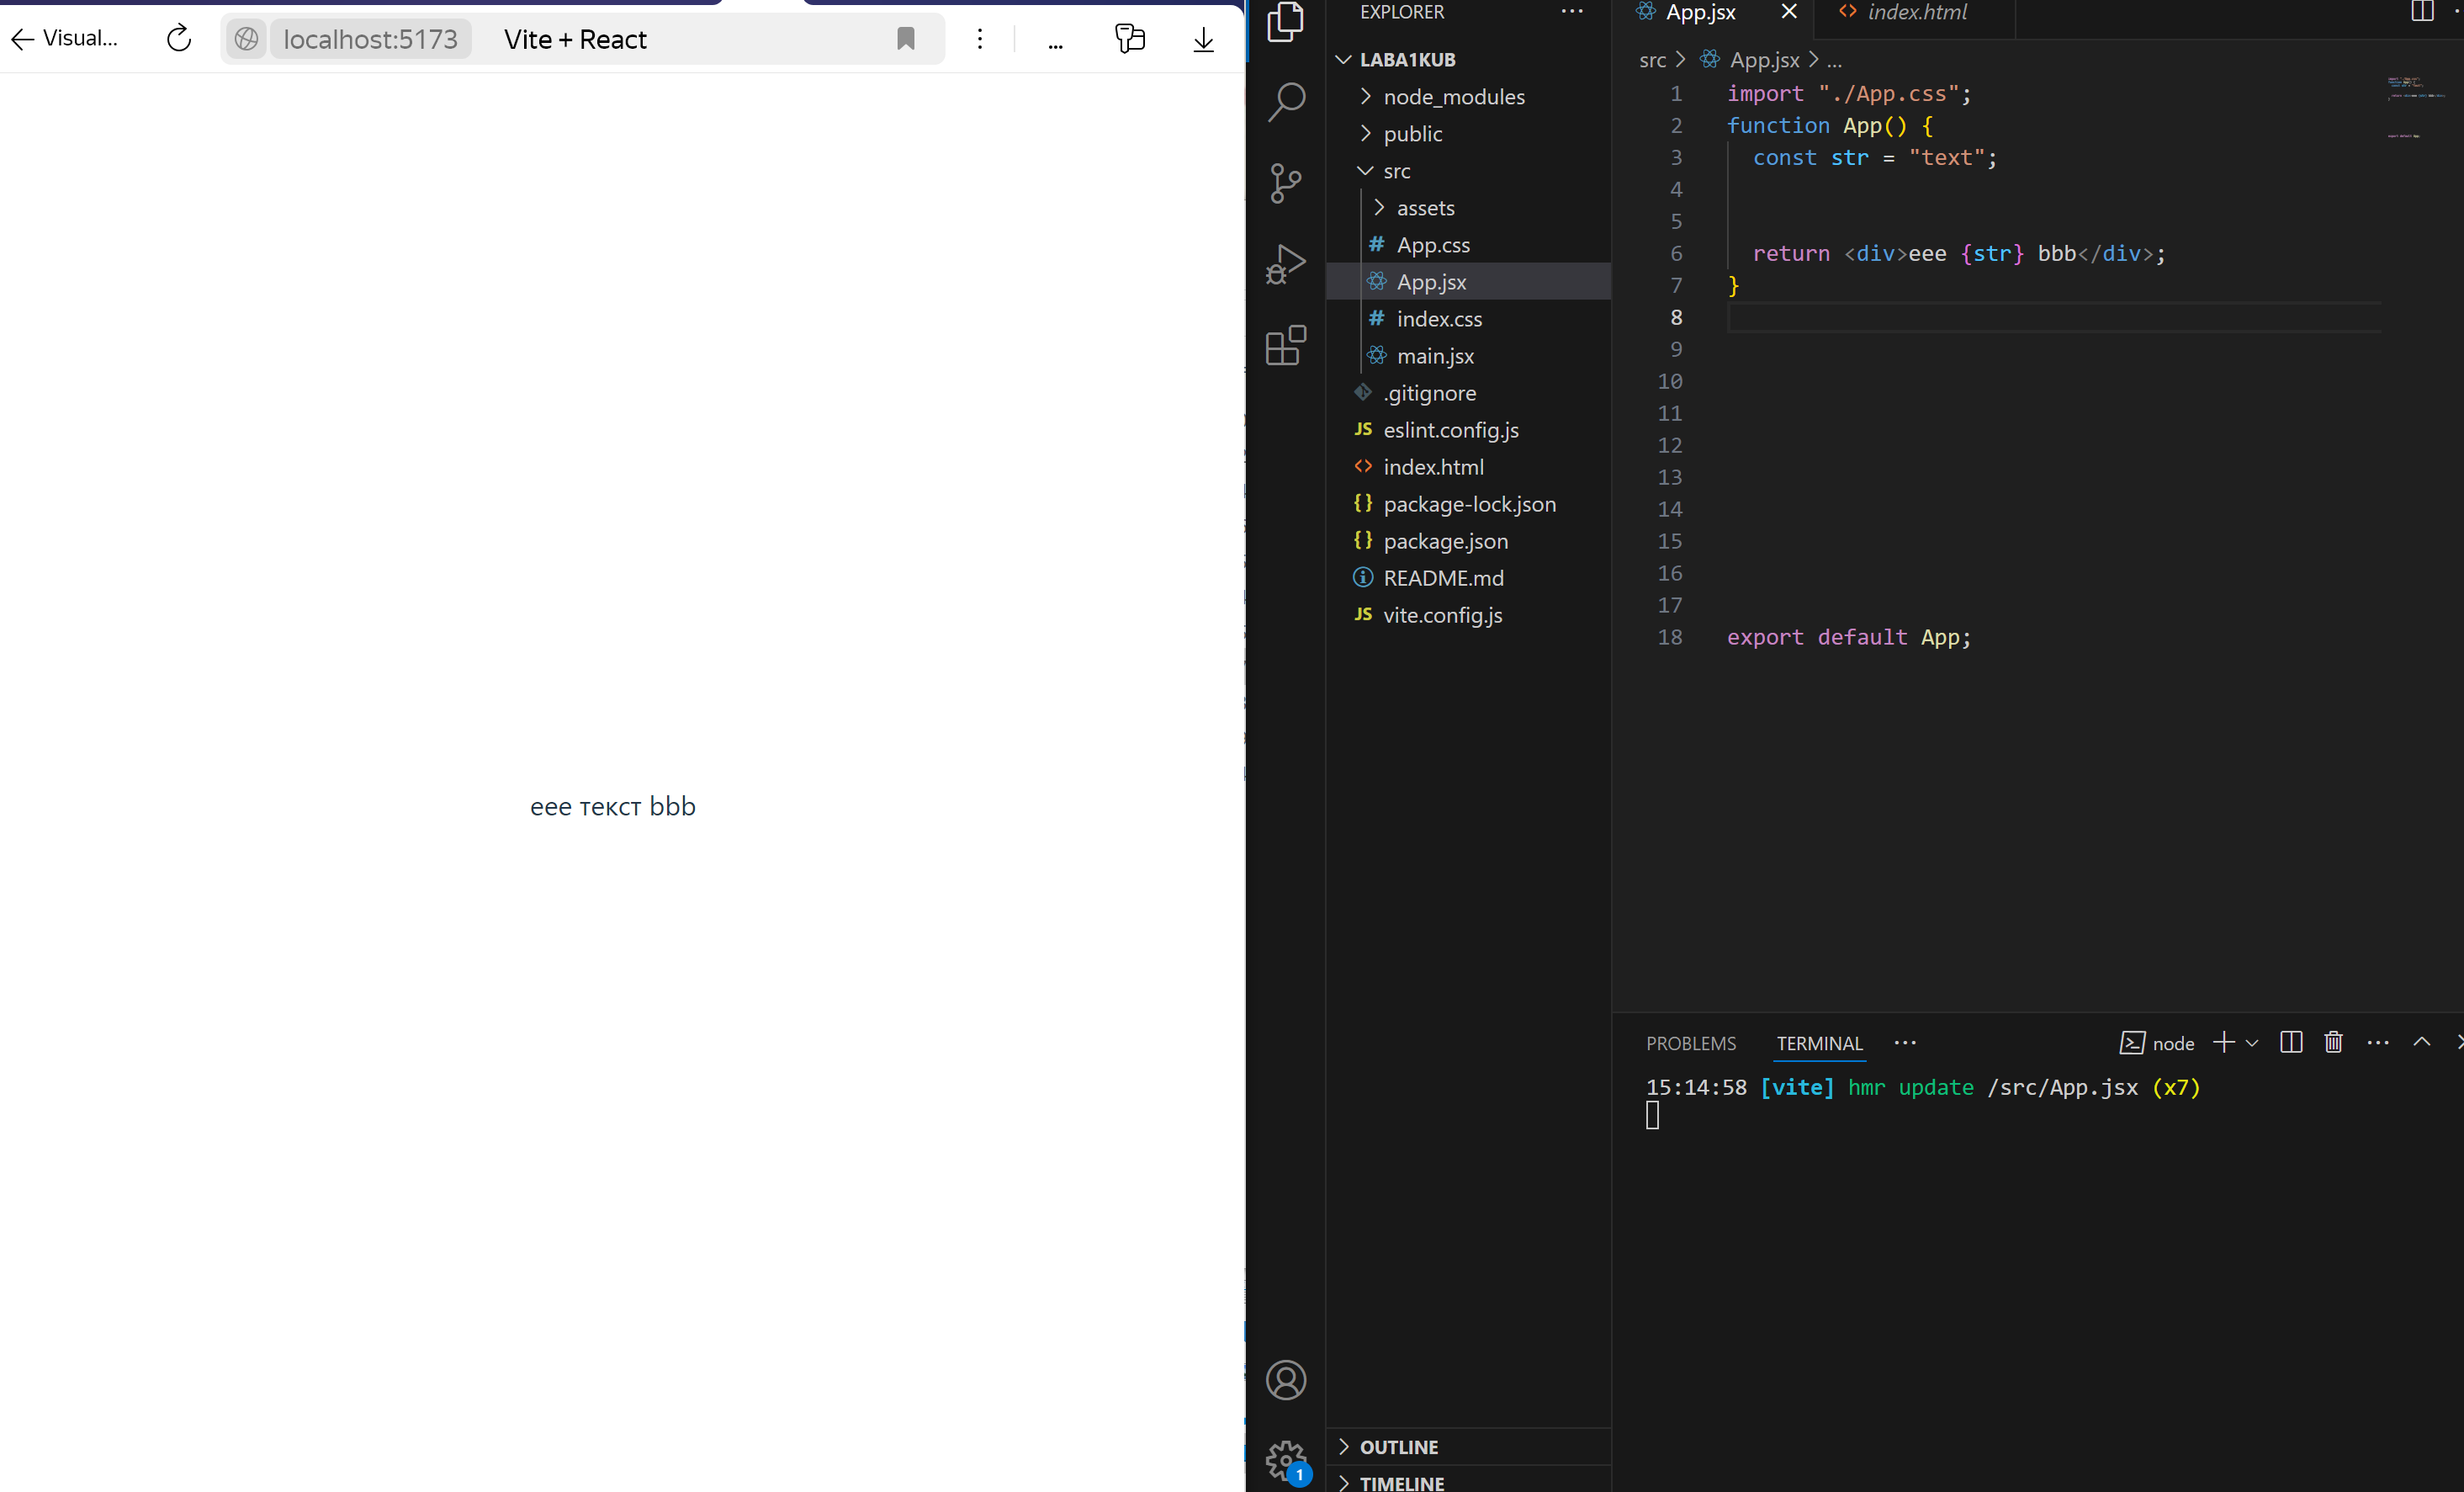 Visual...
localhost:5173
Vite + React
...
еее текст bbb
EXPLORER
LABA1KUB
node_modules
public
src
assets
# App.css
App.jsx
# index.css
main.jsx
.gitignore
JS eslint.config.js
<> index.html
{} package-lock.json
{} package.json
README.md
JS vite.config.js
OUTLINE
TIMELINE
1
App.jsx
<> index.html
src > App.jsx > ...
1 import "./App.css";
2 function App() {
3 const str = "text";
4
5
6 return <div>eee {str} bbb</div>;
7 }
8
9
10
11
12
13
14
15
16
17
18 export default App;
PROBLEMS
TERMINAL
node
15:14:58 [vite] hmr update /src/App.jsx (x7)